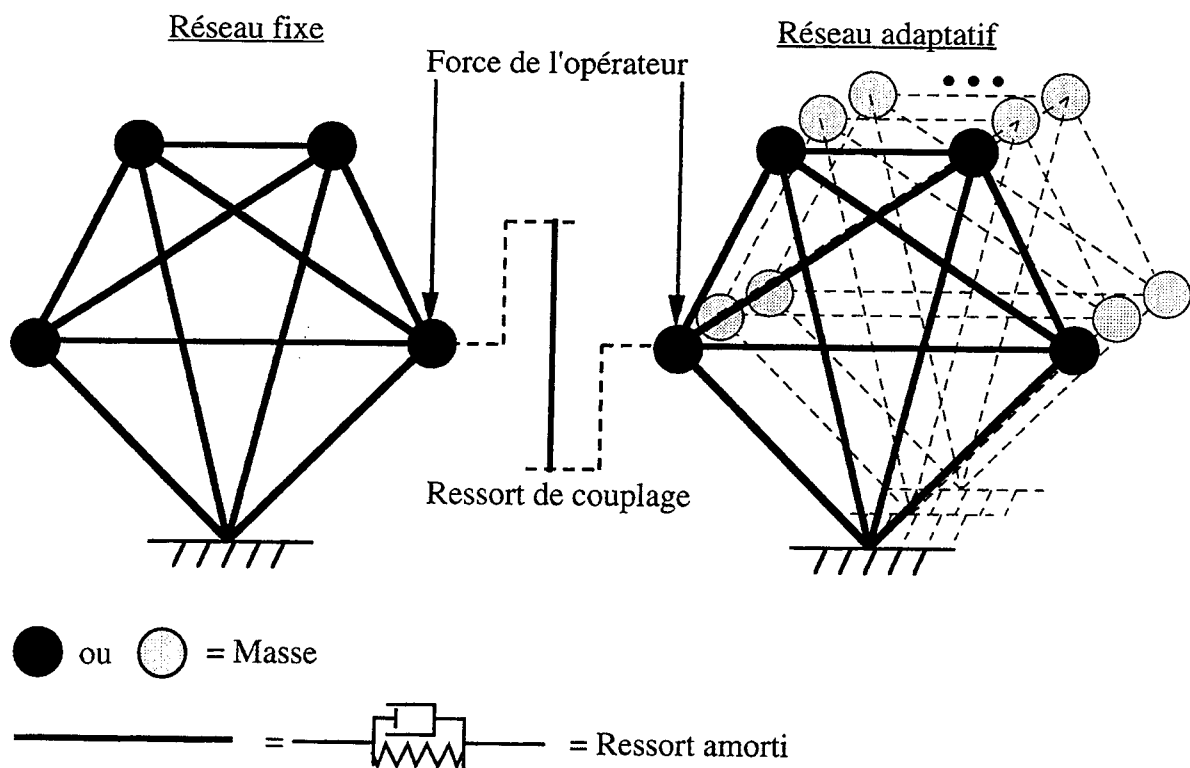 Réseau fixe
Réseau adaptatif
Force de l'opérateur
Ressort de couplage
ou = Masse
= = Ressort amorti